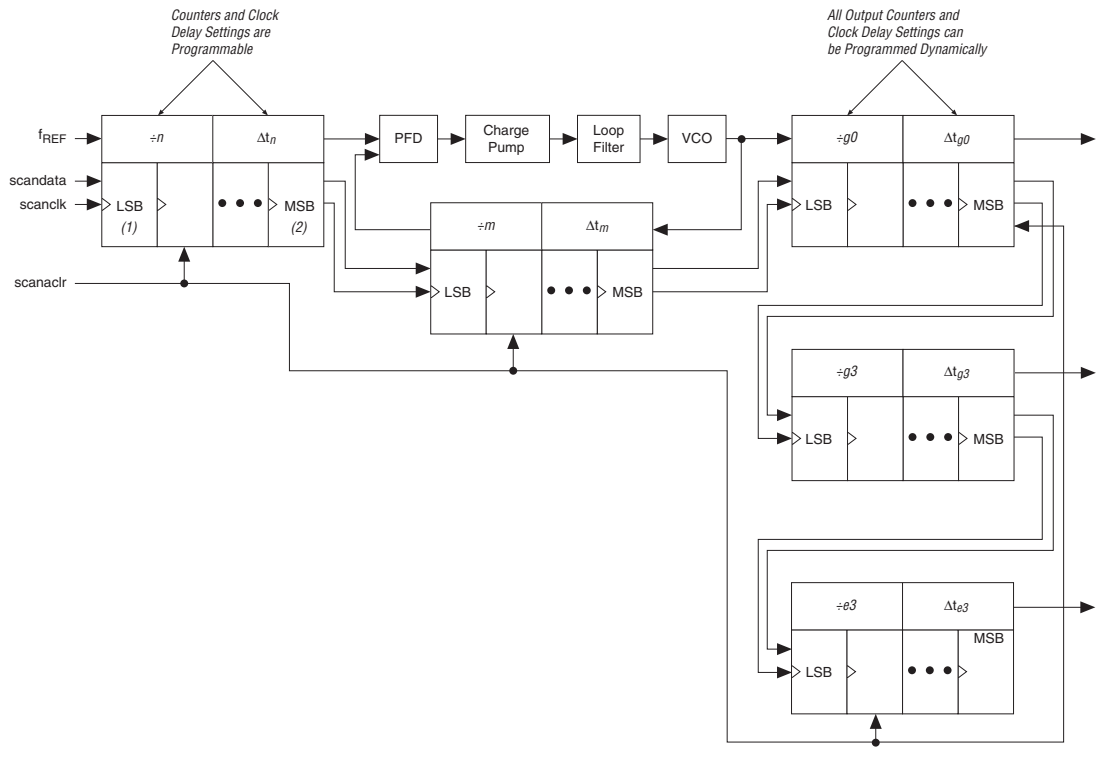 Counters and Clock
Delay Settings are
Programmable
All Output Counters and
Clock Delay Settings can
be Programmed Dynamically
fREF
÷n
Δtn
PFD
Charge
Pump
Loop
Filter
VCO
÷g0
Δtg0
scandata
scanclk
LSB
(1)
MSB
(2)
LSB
MSB
÷m
Δtm
scanaclr
LSB
MSB
÷g3
Δtg3
LSB
MSB
÷e3
Δte3
MSB
LSB